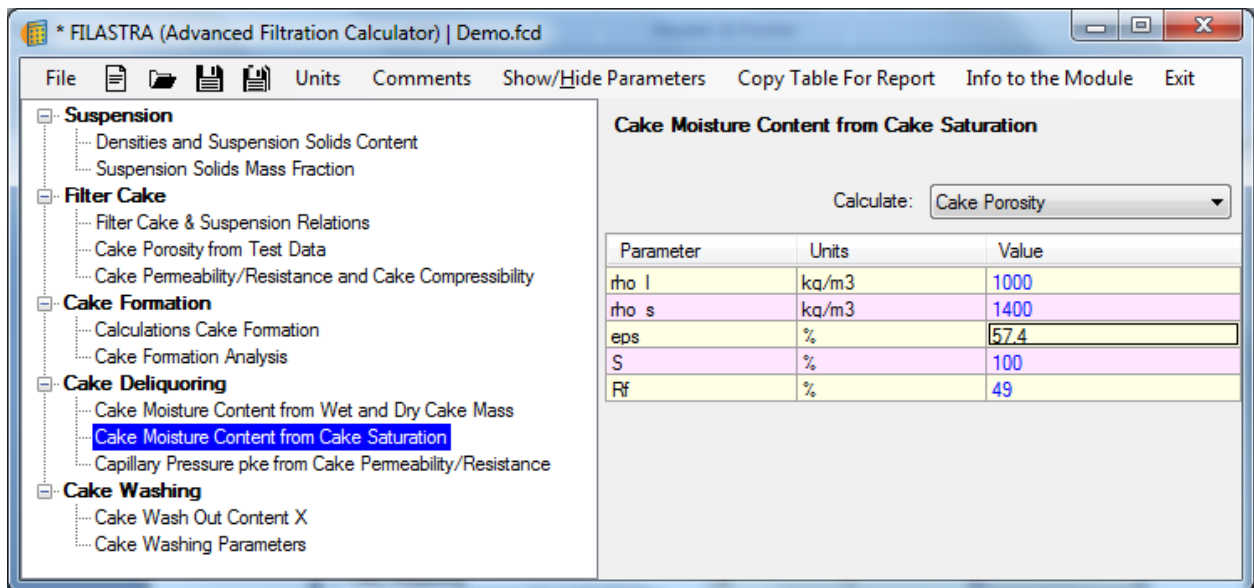 * FILASTRA (Advanced Filtration Calculator) | Demo.fcd
File Units Comments Show/Hide Parameters Copy Table For Report Info to the Module Exit
Suspension
Densities and Suspension Solids Content
Suspension Solids Mass Fraction
Filter Cake
Filter Cake & Suspension Relations
Cake Porosity from Test Data
Cake Permeability/Resistance and Cake Compressibility
Cake Formation
Calculations Cake Formation
Cake Formation Analysis
Cake Deliquoring
Cake Moisture Content from Wet and Dry Cake Mass
Cake Moisture Content from Cake Saturation
Capillary Pressure pke from Cake Permeability/Resistance
Cake Washing
Cake Wash Out Content X
Cake Washing Parameters
Cake Moisture Content from Cake Saturation
Calculate: Cake Porosity
Parameter Units Value
rho_l kg/m3 1000
rho_s kg/m3 1400
eps % 57.4
S % 100
Rf % 49